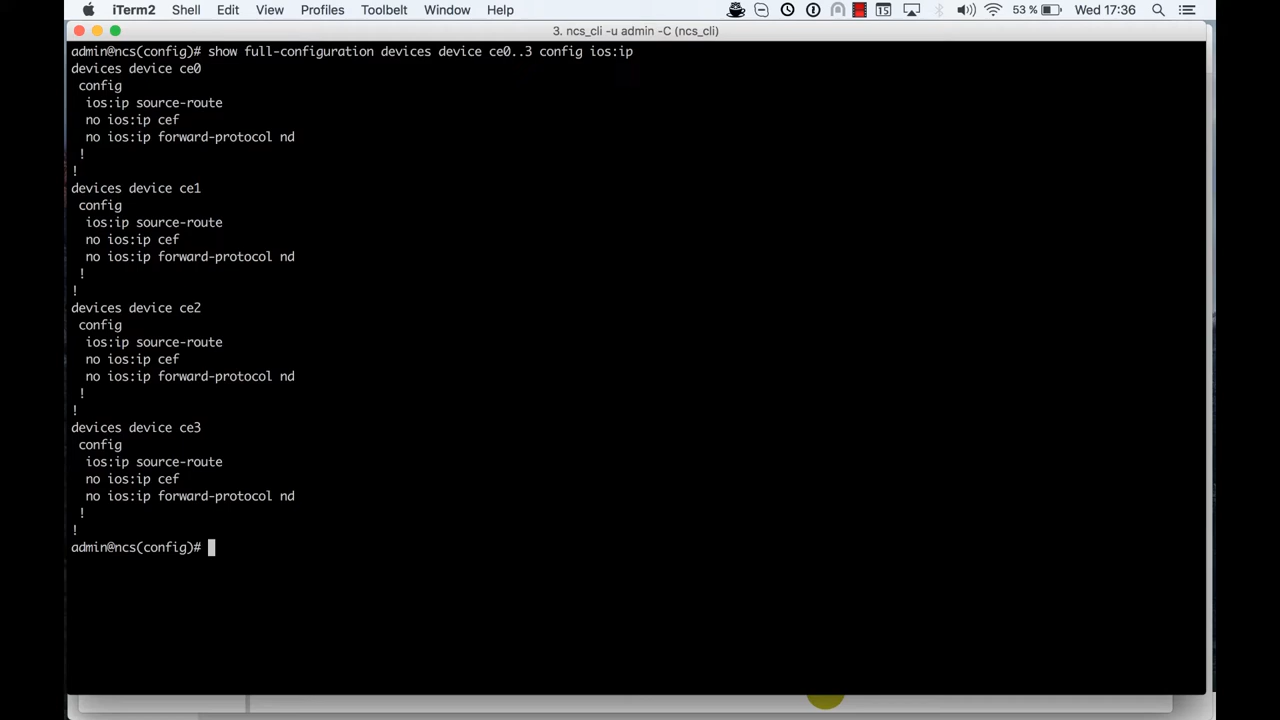 iTerm2 Shell Edit View Profiles Toolbelt Window Help 15 53 % Wed 17:36
3. ncs_cli -u admin -C (ncs_cli)
admin@ncs(config)# show full-configuration devices device ce0..3 config ios:ip
devices device ce0
 config
  ios:ip source-route
  no ios:ip cef
  no ios:ip forward-protocol nd
 !
!
devices device ce1
 config
  ios:ip source-route
  no ios:ip cef
  no ios:ip forward-protocol nd
 !
!
devices device ce2
 config
  ios:ip source-route
  no ios:ip cef
  no ios:ip forward-protocol nd
 !
!
devices device ce3
 config
  ios:ip source-route
  no ios:ip cef
  no ios:ip forward-protocol nd
 !
!
admin@ncs(config)#